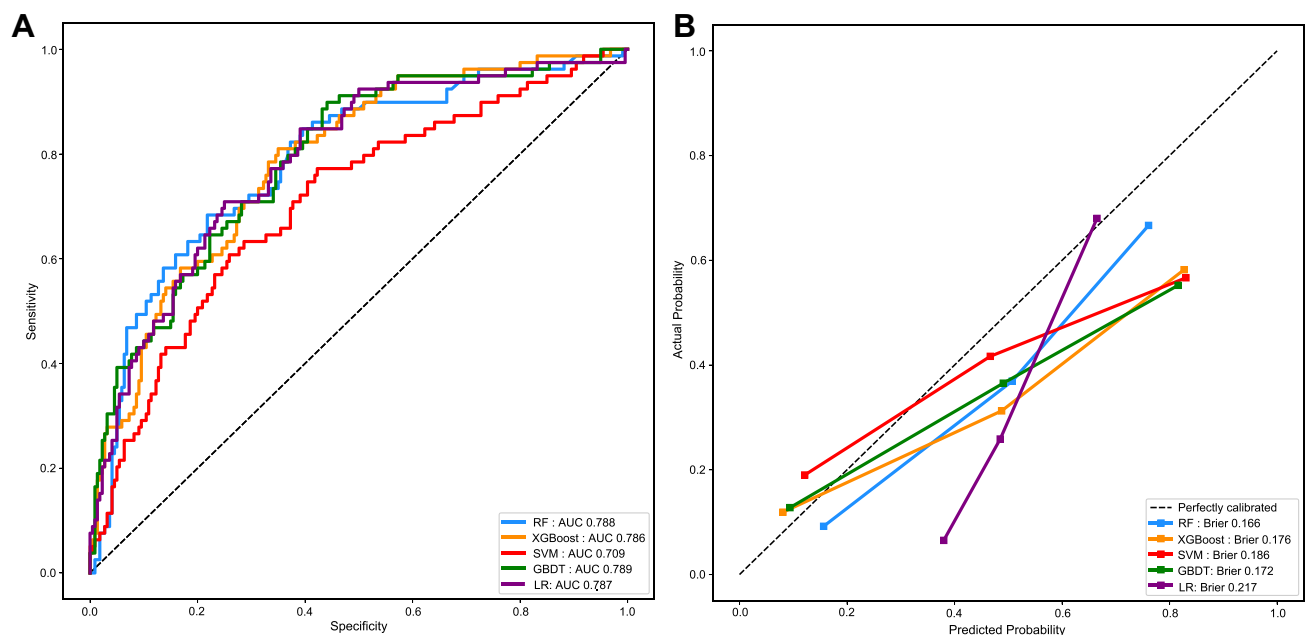 A
1.0
0.8
0.6
0.4
0.2
0.0
Sensitivity
0.0 0.2 0.4 0.6 0.8 1.0
Specificity
RF : AUC 0.788
XGBoost : AUC 0.786
SVM : AUC 0.709
GBDT : AUC 0.789
LR: AUC 0.787
B
1.0
0.8
0.6
0.4
0.2
0.0
Actual Probability
0.0 0.2 0.4 0.6 0.8 1.0
Predicted Probability
Perfectly calibrated
RF : Brier 0.166
XGBoost : Brier 0.176
SVM : Brier 0.186
GBDT: Brier 0.172
LR: Brier 0.217